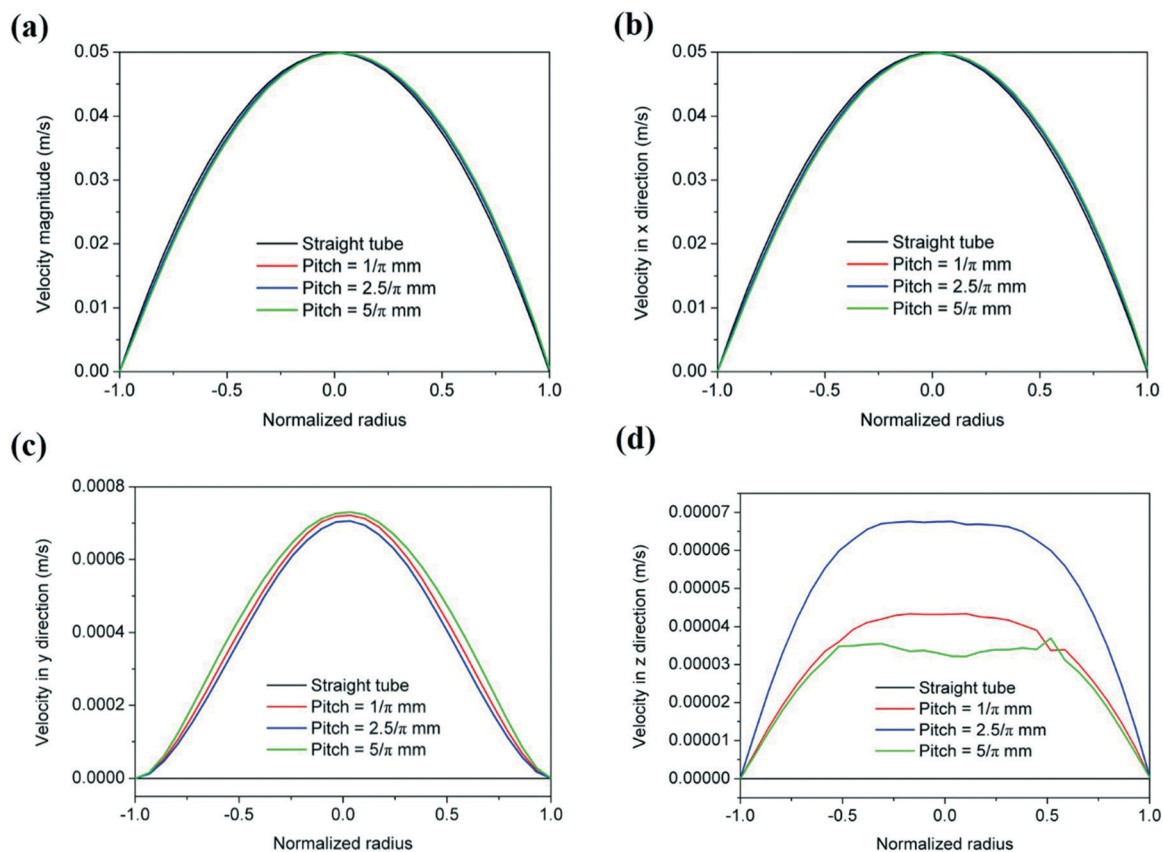 (a)
0.05
0.04
0.03
0.02
0.01
0.00
Velocity magnitude (m/s)
Straight tube
Pitch = 1/π mm
Pitch = 2.5/π mm
Pitch = 5/π mm
-1.0 -0.5 0.0 0.5 1.0
Normalized radius
(b)
0.05
0.04
0.03
0.02
0.01
0.00
Velocity in x direction (m/s)
Straight tube
Pitch = 1/π mm
Pitch = 2.5/π mm
Pitch = 5/π mm
-1.0 -0.5 0.0 0.5 1.0
Normalized radius
(c)
0.0008
0.0006
0.0004
0.0002
0.0000
Velocity in y direction (m/s)
Straight tube
Pitch = 1/π mm
Pitch = 2.5/π mm
Pitch = 5/π mm
-1.0 -0.5 0.0 0.5 1.0
Normalized radius
(d)
0.00007
0.00006
0.00005
0.00004
0.00003
0.00002
0.00001
0.00000
Velocity in z direction (m/s)
Straight tube
Pitch = 1/π mm
Pitch = 2.5/π mm
Pitch = 5/π mm
-1.0 -0.5 0.0 0.5 1.0
Normalized radius